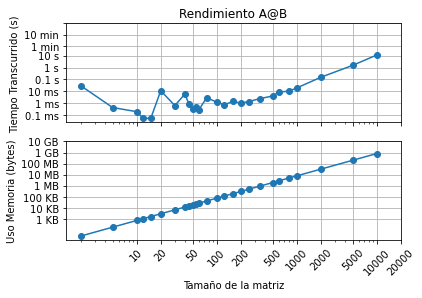 Rendimiento A@B
Tiempo Transcurrido (s)
10 min
1 min
10 s
1 s
0.1 s
10 ms
1 ms
0.1 ms
Uso Memoria (bytes)
10 GB
1 GB
100 MB
10 MB
1 MB
100 KB
10 KB
1 KB
10
20
50
100
200
500
1000
2000
5000
10000
20000
Tamaño de la matriz